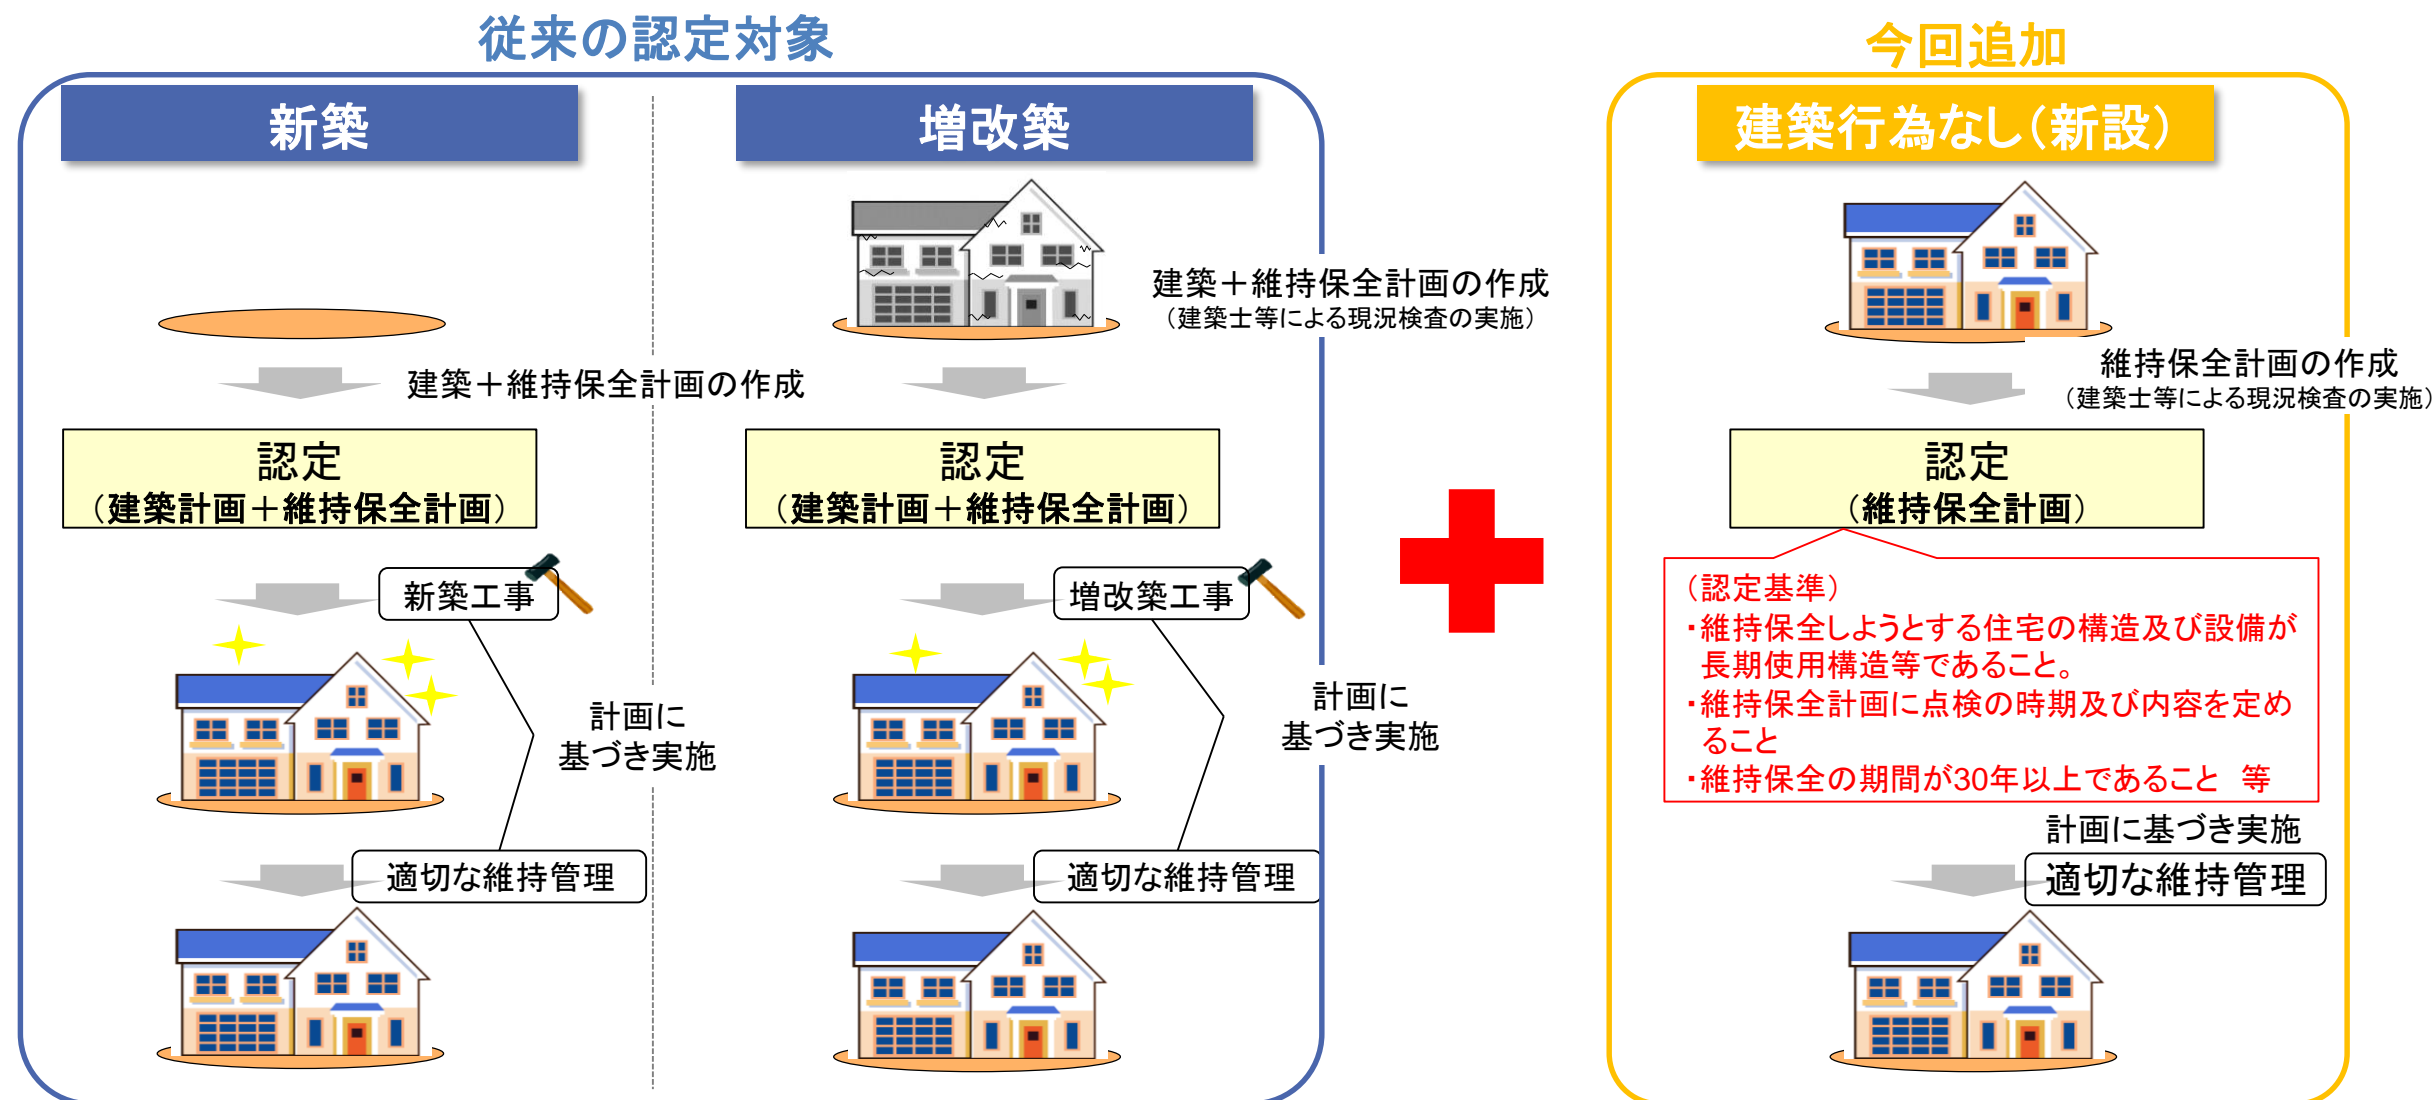 従来の認定対象
新築
建築＋維持保全計画の作成
認定
（建築計画＋維持保全計画）
新築工事
計画に
基づき実施
適切な維持管理
増改築
建築＋維持保全計画の作成
（建築士等による現況検査の実施）
認定
（建築計画＋維持保全計画）
増改築工事
計画に
基づき実施
適切な維持管理
今回追加
建築行為なし（新設）
維持保全計画の作成
（建築士等による現況検査の実施）
認定
（維持保全計画）
（認定基準）
・維持保全しようとする住宅の構造及び設備が
長期使用構造等であること。
・維持保全計画に点検の時期及び内容を定め
ること
・維持保全の期間が30年以上であること　等
計画に基づき実施
適切な維持管理